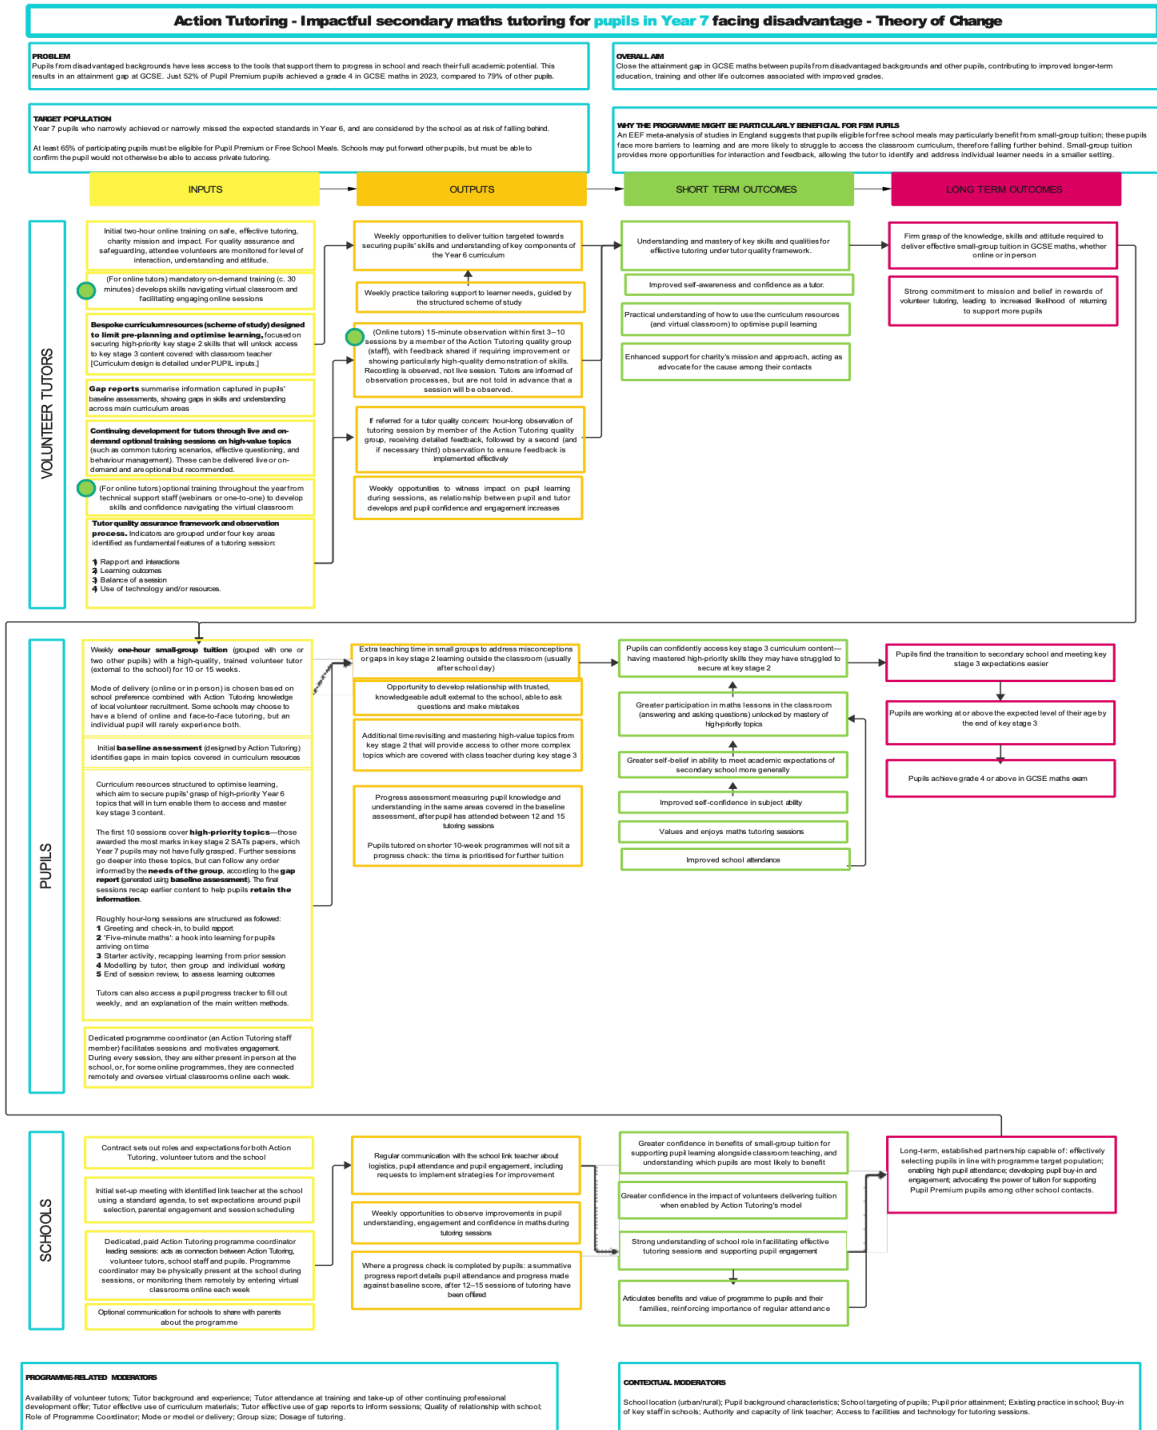 Action Tutoring - Impactful secondary maths tutoring for pupils in Year 7 facing disadvantage - Theory of Change
PROBLEM
Pupils from disadvantaged backgrounds have less access to the tools that support them to progress in school and reach their full academic potential. This
results in an attainment gap at GCSE. Just 52% of Pupil Premium pupils achieved a grade 4 in GCSE maths in 2023, compared to 79% of other pupils.
OVERALL AIM
Close the attainment gap in GCSE maths between pupils from disadvantaged backgrounds and other pupils, contributing to improved longer-term
education, training and other life outcomes associated with improved grades.
TARGET POPULATION
Year 7 pupils who narrowly achieved or narrowly missed the expected standards in Year 6, and are considered by the school as at risk of falling behind.
At least 65% of participating pupils must be eligible for Pupil Premium or Free School Meals. Schools may put forward other pupils, but must be able to
confirm the pupil would not otherwise be able to access private tutoring.
WHY THE PROGRAMME MIGHT BE PARTICULARLY BENEFICIAL FOR FSM PUPILS
An EEF meta-analysis of studies in England suggests that pupils eligible for free school meals may particularly benefit from small-group tuition; these pupils
face more barriers to learning and are more likely to struggle to access the classroom curriculum, therefore falling further behind. Small-group tuition
provides more opportunities for interaction and feedback, allowing the tutor to identify and address individual learner needs in a smaller setting.
INPUTS
OUTPUTS
SHORT TERM OUTCOMES
LONG TERM OUTCOMES
VOLUNTEER TUTORS
Initial two-hour online training on safe, effective tutoring,
charity mission and impact. For quality assurance and
safeguarding, attendee volunteers are monitored for level of
interaction, understanding and attitude.
(For online tutors) mandatory on-demand training (c. 30
minutes) develops skills navigating virtual classroom and
facilitating engaging online sessions
Bespoke curriculum resources (scheme of study) designed
to limit pre-planning and optimise learning, focused on
securing high-priority key stage 2 skills that will unlock access
to key stage 3 content covered with classroom teacher
[Curriculum design is detailed under PUPIL inputs.]
Gap reports summarise information captured in pupils'
baseline assessments, showing gaps in skills and understanding
across main curriculum areas
Continuing development for tutors through live and on-
demand optional training sessions on high-value topics
(such as common tutoring scenarios, effective questioning, and
behaviour management). These can be delivered live or on-
demand and are optional but recommended.
(For online tutors) optional training throughout the year from
technical support staff (webinars or one-to-one) to develop
skills and confidence navigating the virtual classroom
Tutor quality assurance framework and observation
process. Indicators are grouped under four key areas
identified as fundamental features of a tutoring session:
1) Rapport and interactions
2) Learning outcomes
3) Balance of a session
4) Use of technology and/or resources.
Weekly opportunities to deliver tuition targeted towards
securing pupils' skills and understanding of key components of
the Year 6 curriculum
Weekly practice tailoring support to learner needs, guided by
the structured scheme of study
(Online tutors) 15-minute observation within first 3–10
sessions by a member of the Action Tutoring quality group
(staff), with feedback shared if requiring improvement or
showing particularly high-quality demonstration of skills.
Recording is observed, not live session. Tutors are informed of
observation processes, but are not told in advance that a
session will be observed.
If referred for a tutor quality concern: hour-long observation of
tutoring session by member of the Action Tutoring quality
group, receiving detailed feedback, followed by a second (and
if necessary third) observation to ensure feedback is
implemented effectively
Weekly opportunities to witness impact on pupil learning
during sessions, as relationship between pupil and tutor
develops and pupil confidence and engagement increases
Understanding and mastery of key skills and qualities for
effective tutoring under tutor quality framework.
Improved self-awareness and confidence as a tutor.
Practical understanding of how to use the curriculum resources
(and virtual classroom) to optimise pupil learning
Enhanced support for charity's mission and approach, acting as
advocate for the cause among their contacts
Firm grasp of the knowledge, skills and attitude required to
deliver effective small-group tuition in GCSE maths, whether
online or in person
Strong commitment to mission and belief in rewards of
volunteer tutoring, leading to increased likelihood of returning
to support more pupils
PUPILS
Weekly one-hour small-group tuition (grouped with one or
two other pupils) with a high-quality, trained volunteer tutor
(external to the school) for 10 or 15 weeks.
Mode of delivery (online or in person) is chosen based on
school preference combined with Action Tutoring knowledge
of local volunteer recruitment. Some schools may choose to
have a blend of online and face-to-face tutoring, but an
individual pupil will rarely experience both.
Initial baseline assessment (designed by Action Tutoring)
identifies gaps in main topics covered in curriculum resources
Curriculum resources structured to optimise learning,
which aim to secure pupils' grasp of high-priority Year 6
topics that will in turn enable them to access and master
key stage 3 content.
The first 10 sessions cover high-priority topics—those
awarded the most marks in key stage 2 SATs papers, which
Year 7 pupils may not have fully grasped. Further sessions
go deeper into these topics, but can follow any order
informed by the needs of the group, according to the gap
report (generated using baseline assessment). The final
sessions recap earlier content to help pupils retain the
information.
Roughly hour-long sessions are structured as followed:
1 Greeting and check-in, to build rapport
2 'Five-minute maths': a hook into learning for pupils
arriving on time
3 Starter activity, recapping learning from prior session
4 Modelling by tutor, then group and individual working
5 End of session review, to assess learning outcomes
Tutors can also access a pupil progress tracker to fill out
weekly, and an explanation of the main written methods.
Dedicated programme coordinator (an Action Tutoring staff
member) facilitates sessions and motivates engagement.
During every session, they are either present in person at the
school, or, for some online programmes, they are connected
remotely and oversee virtual classrooms online each week.
Extra teaching time in small groups to address misconceptions
or gaps in key stage 2 learning outside the classroom (usually
after school day)
Opportunity to develop relationship with trusted,
knowledgeable adult external to the school, able to ask
questions and make mistakes
Additional time revisiting and mastering high-value topics from
key stage 2 that will provide access to other more complex
topics which are covered with class teacher during key stage 3
Progress assessment measuring pupil knowledge and
understanding in the same areas covered in the baseline
assessment, after pupil has attended between 12 and 15
tutoring sessions
Pupils tutored on shorter 10-week programmes will not sit a
progress check: the time is prioritised for further tuition
Pupils can confidently access key stage 3 curriculum content—
having mastered high-priority skills they may have struggled to
secure at key stage 2
Greater participation in maths lessons in the classroom
(answering and asking questions) unlocked by mastery of
high-priority topics
Greater self-belief in ability to meet academic expectations of
secondary school more generally
Improved self-confidence in subject ability
Values and enjoys maths tutoring sessions
Improved school attendance
Pupils find the transition to secondary school and meeting key
stage 3 expectations easier
Pupils are working at or above the expected level of their age by
the end of key stage 3
Pupils achieve grade 4 or above in GCSE maths exam
SCHOOLS
Contract sets out roles and expectations for both Action
Tutoring, volunteer tutors and the school
Initial set-up meeting with identified link teacher at the school
using a standard agenda, to set expectations around pupil
selection, parental engagement and session scheduling
Dedicated, paid Action Tutoring programme coordinator
leading sessions: acts as connection between Action Tutoring,
volunteer tutors, school staff and pupils. Programme
coordinator may be physically present at the school during
sessions, or monitoring them remotely by entering virtual
classrooms online each week
Optional communication for schools to share with parents
about the programme
Regular communication with the school link teacher about
logistics, pupil attendance and pupil engagement, including
requests to implement strategies for improvement
Weekly opportunities to observe improvements in pupil
understanding, engagement and confidence in maths during
tutoring sessions
Where a progress check is completed by pupils: a summative
progress report details pupil attendance and progress made
against baseline score, after 12–15 sessions of tutoring have
been offered
Greater confidence in benefits of small-group tuition for
supporting pupil learning alongside classroom teaching, and
understanding which pupils are most likely to benefit
Greater confidence in the impact of volunteers delivering tuition
when enabled by Action Tutoring's model
Strong understanding of school role in facilitating effective
tutoring sessions and supporting pupil engagement
Articulates benefits and value of programme to pupils and their
families, reinforcing importance of regular attendance
Long-term, established partnership capable of: effectively
selecting pupils in line with programme target population;
enabling high pupil attendance; developing pupil buy-in and
engagement; advocating the power of tuition for supporting
Pupil Premium pupils among other school contacts.
PROGRAMME-RELATED MODERATORS
Availability of volunteer tutors; Tutor background and experience; Tutor attendance at training and take-up of other continuing professional
development offer; Tutor effective use of curriculum materials; Tutor effective use of gap reports to inform sessions; Quality of relationship with school;
Role of Programme Coordinator; Mode or model or delivery; Group size; Dosage of tutoring.
CONTEXTUAL MODERATORS
School location (urban/rural); Pupil background characteristics; School targeting of pupils; Pupil prior attainment; Existing practice in school; Buy-in
of key staff in schools; Authority and capacity of link teacher; Access to facilities and technology for tutoring sessions.